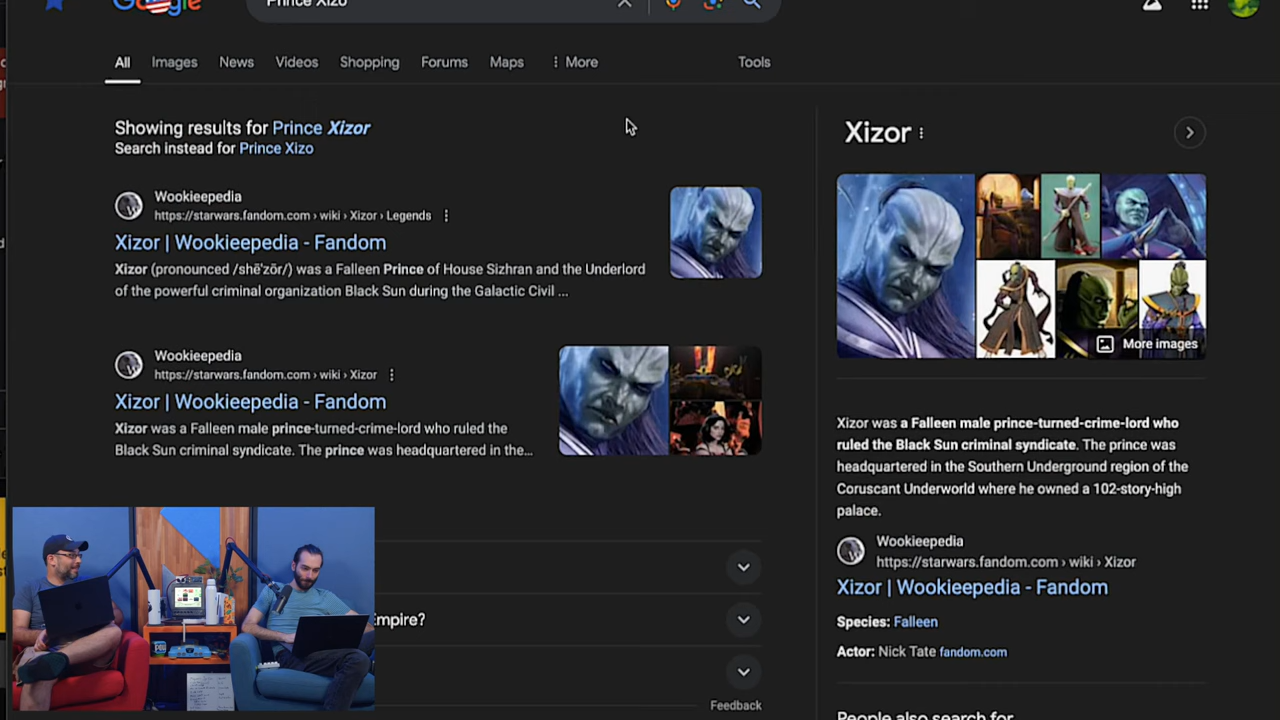 Google
Prince Xizo
All
Images
News
Videos
Shopping
Forums
Maps
More
Tools
Showing results for Prince Xizor
Search instead for Prince Xizo
Wookieepedia
https://starwars.fandom.com › wiki › Xizor › Legends
Xizor | Wookieepedia - Fandom
Xizor (pronounced /shē'zōr/) was a Falleen Prince of House Sizhran and the Underlord
of the powerful criminal organization Black Sun during the Galactic Civil ...
Wookieepedia
https://starwars.fandom.com › wiki › Xizor
Xizor | Wookieepedia - Fandom
Xizor was a Falleen male prince-turned-crime-lord who ruled the
Black Sun criminal syndicate. The prince was headquartered in the...
Empire?
Feedback
Xizor
More images
Xizor was a Falleen male prince-turned-crime-lord who
ruled the Black Sun criminal syndicate. The prince was
headquartered in the Southern Underground region of the
Coruscant Underworld where he owned a 102-story-high
palace.
Wookieepedia
https://starwars.fandom.com › wiki › Xizor
Xizor | Wookieepedia - Fandom
Species: Falleen
Actor: Nick Tate fandom.com
People also search for